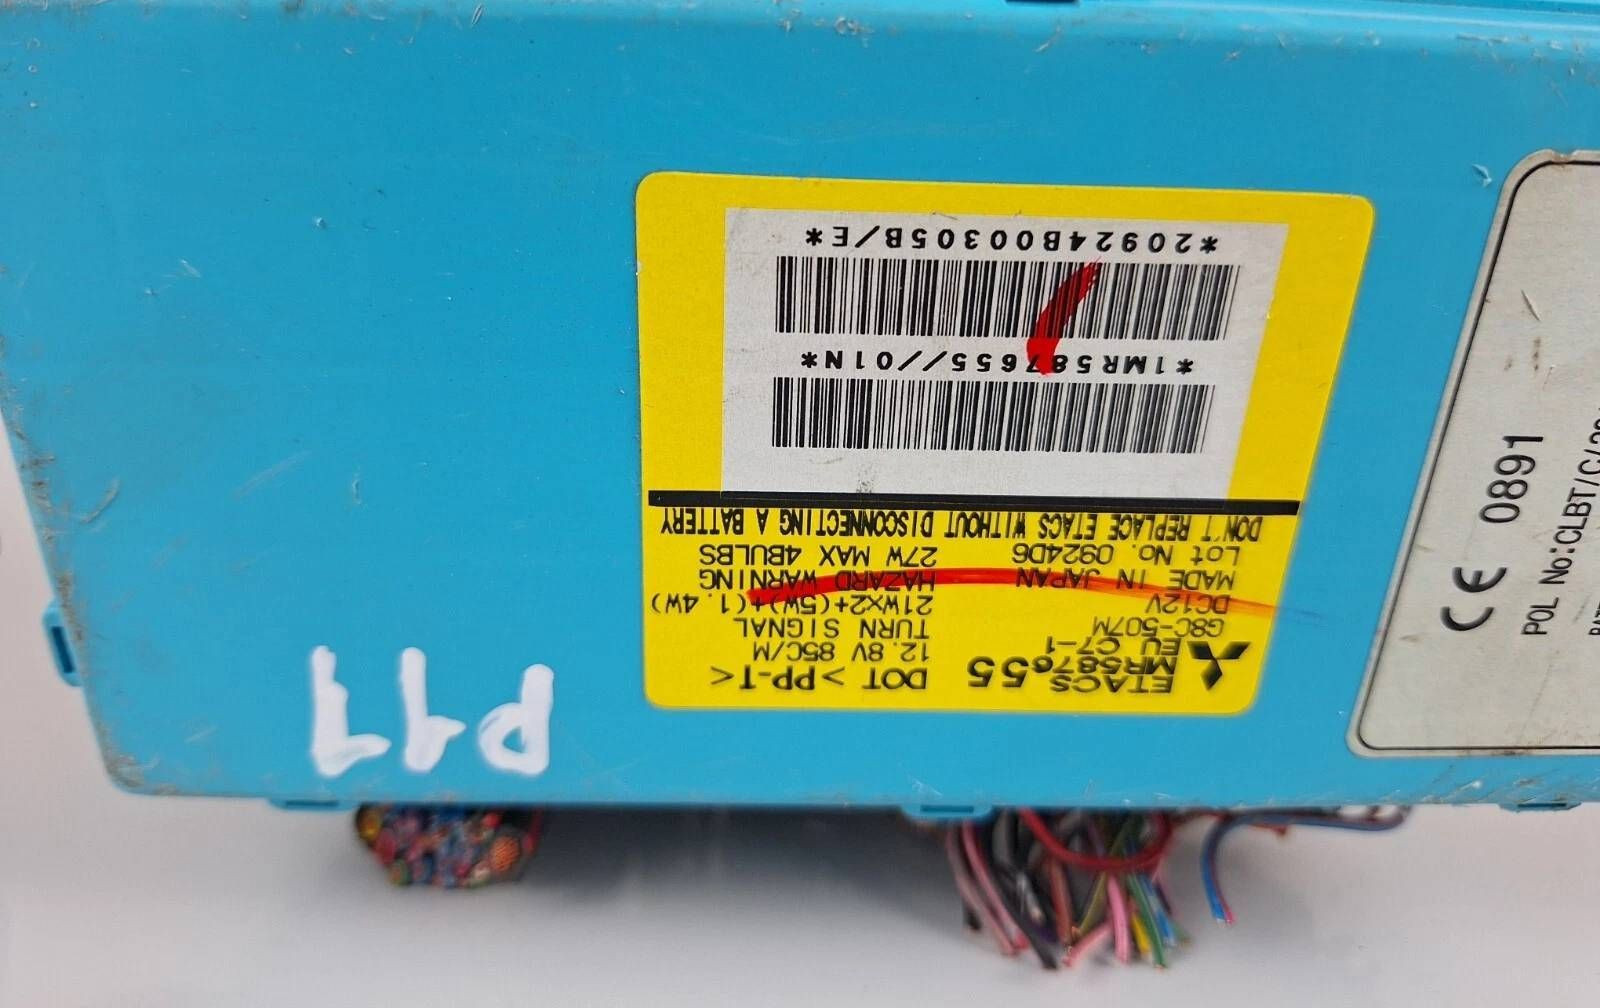 ETACS
MR587655
EU C7-1
G8C-507M
DC12V
MADE IN JAPAN
LOT No. 0924D6
DOT >PP-T<
12.8V 85C/M
TURN SIGNAL
21W×2+(5W)+(1.4W)
HAZARD WARNING
27W MAX 4BULBS
DON'T REPLACE ETACS WITHOUT DISCONNECTING A BATTERY
*1MR587655//01N*
*20924B00305B/E*
P11
CE 0891
POL No:CLBT/C/